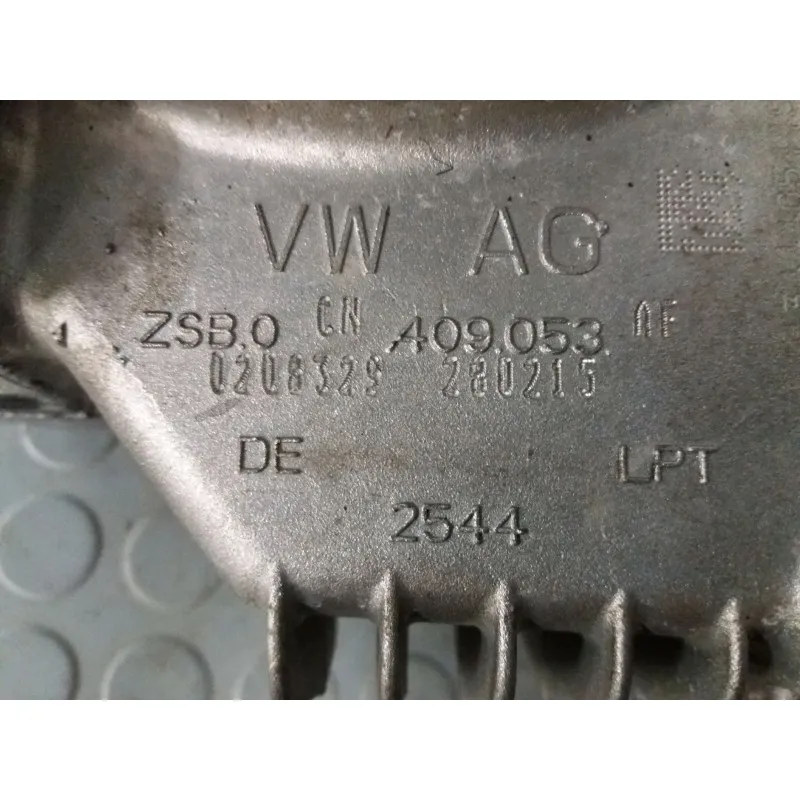 VW AG
ZSB.0 CN .409.053. AF
0208329 280215
DE LPT
2544